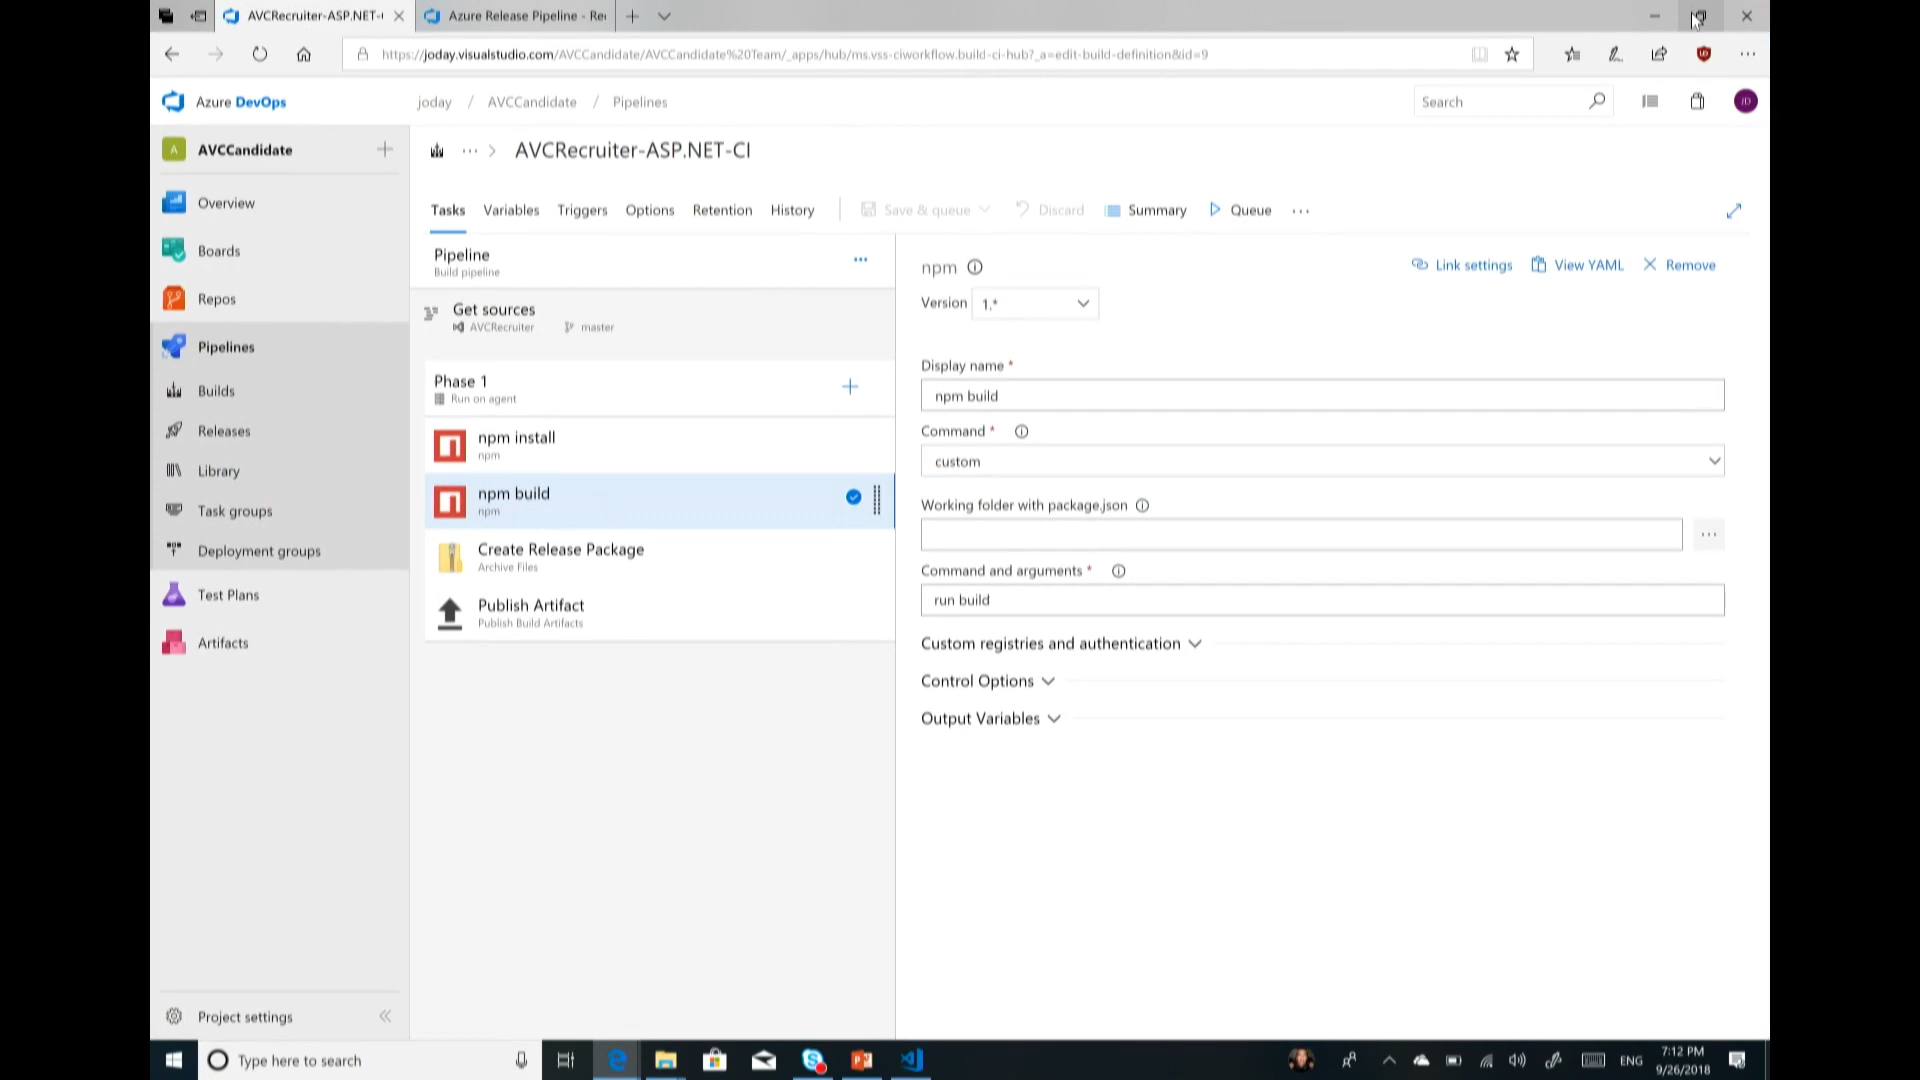 AVCRecruiter-ASP.NET-
Azure Release Pipeline - Re
https://joday.visualstudio.com/AVCCandidate/AVCCandidate%20Team/_apps/hub/ms.vss-ciworkflow.build-ci-hub?_a=edit-build-definition&id=9
Azure DevOps
joday / AVCCandidate / Pipelines
Search
JD
A AVCCandidate
AVCRecruiter-ASP.NET-CI
Overview
Boards
Repos
Pipelines
Builds
Releases
Library
Task groups
Deployment groups
Test Plans
Artifacts
Project settings
Tasks Variables Triggers Options Retention History Save & queue Discard Summary Queue ...
Pipeline
Build pipeline
Get sources
AVCRecruiter master
Phase 1
Run on agent
npm install
npm
npm build
npm
Create Release Package
Archive Files
Publish Artifact
Publish Build Artifacts
npm
Link settings View YAML Remove
Version 1.*
Display name *
npm build
Command *
custom
Working folder with package.json
Command and arguments *
run build
Custom registries and authentication
Control Options
Output Variables
Type here to search
ENG
7:12 PM
9/26/2018